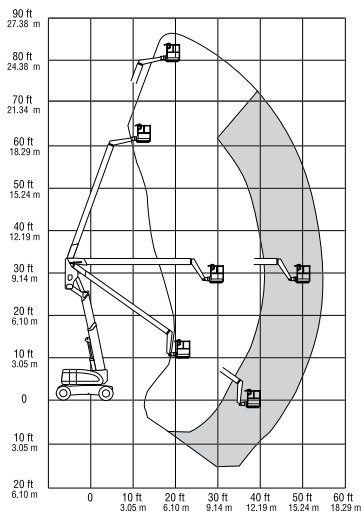 90 ft
27.38 m
80 ft
24.38 m
70 ft
21.34 m
60 ft
18.29 m
50 ft
15.24 m
40 ft
12.19 m
30 ft
9.14 m
20 ft
6.10 m
10 ft
3.05 m
0
10 ft
3.05 m
20 ft
6.10 m
0 10 ft 20 ft 30 ft 40 ft 50 ft 60 ft
3.05 m 6.10 m 9.14 m 12.19 m 15.24 m 18.29 m